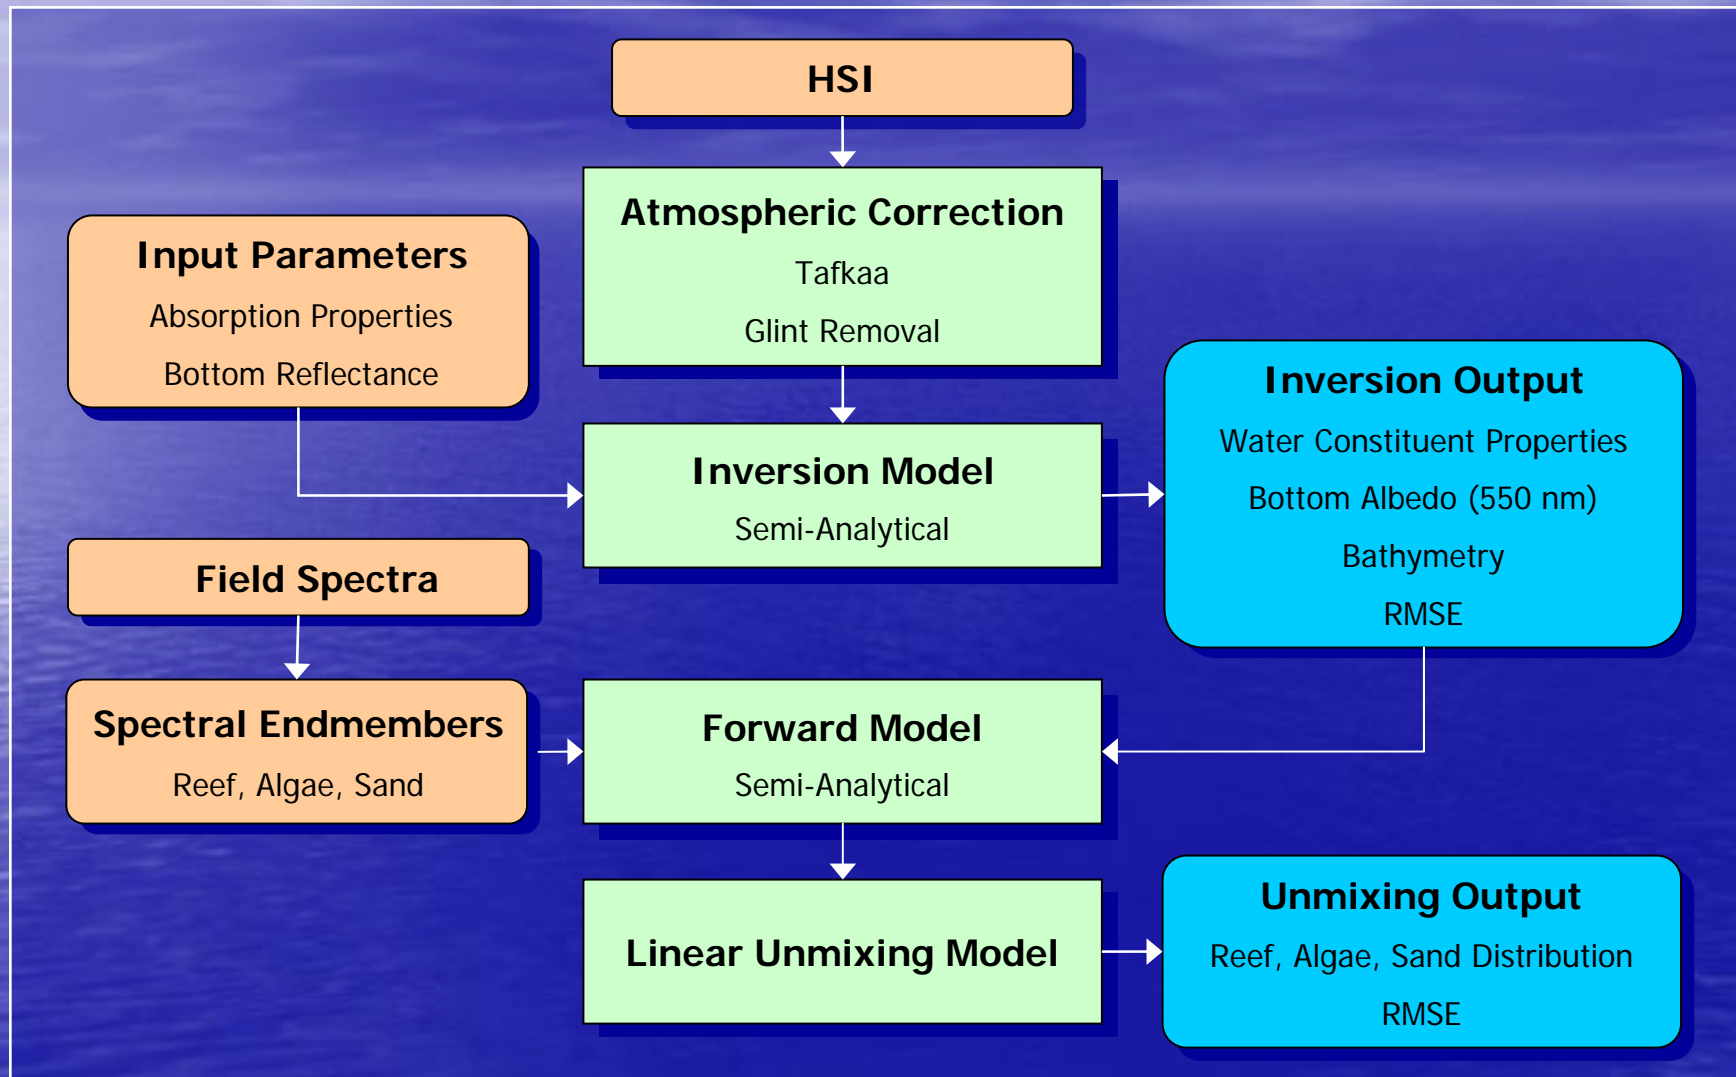 HSI
Atmospheric Correction
Tafkaa
Glint Removal
Input Parameters
Absorption Properties
Bottom Reflectance
Inversion Model
Semi-Analytical
Inversion Output
Water Constituent Properties
Bottom Albedo (550 nm)
Bathymetry
RMSE
Field Spectra
Spectral Endmembers
Reef, Algae, Sand
Forward Model
Semi-Analytical
Linear Unmixing Model
Unmixing Output
Reef, Algae, Sand Distribution
RMSE